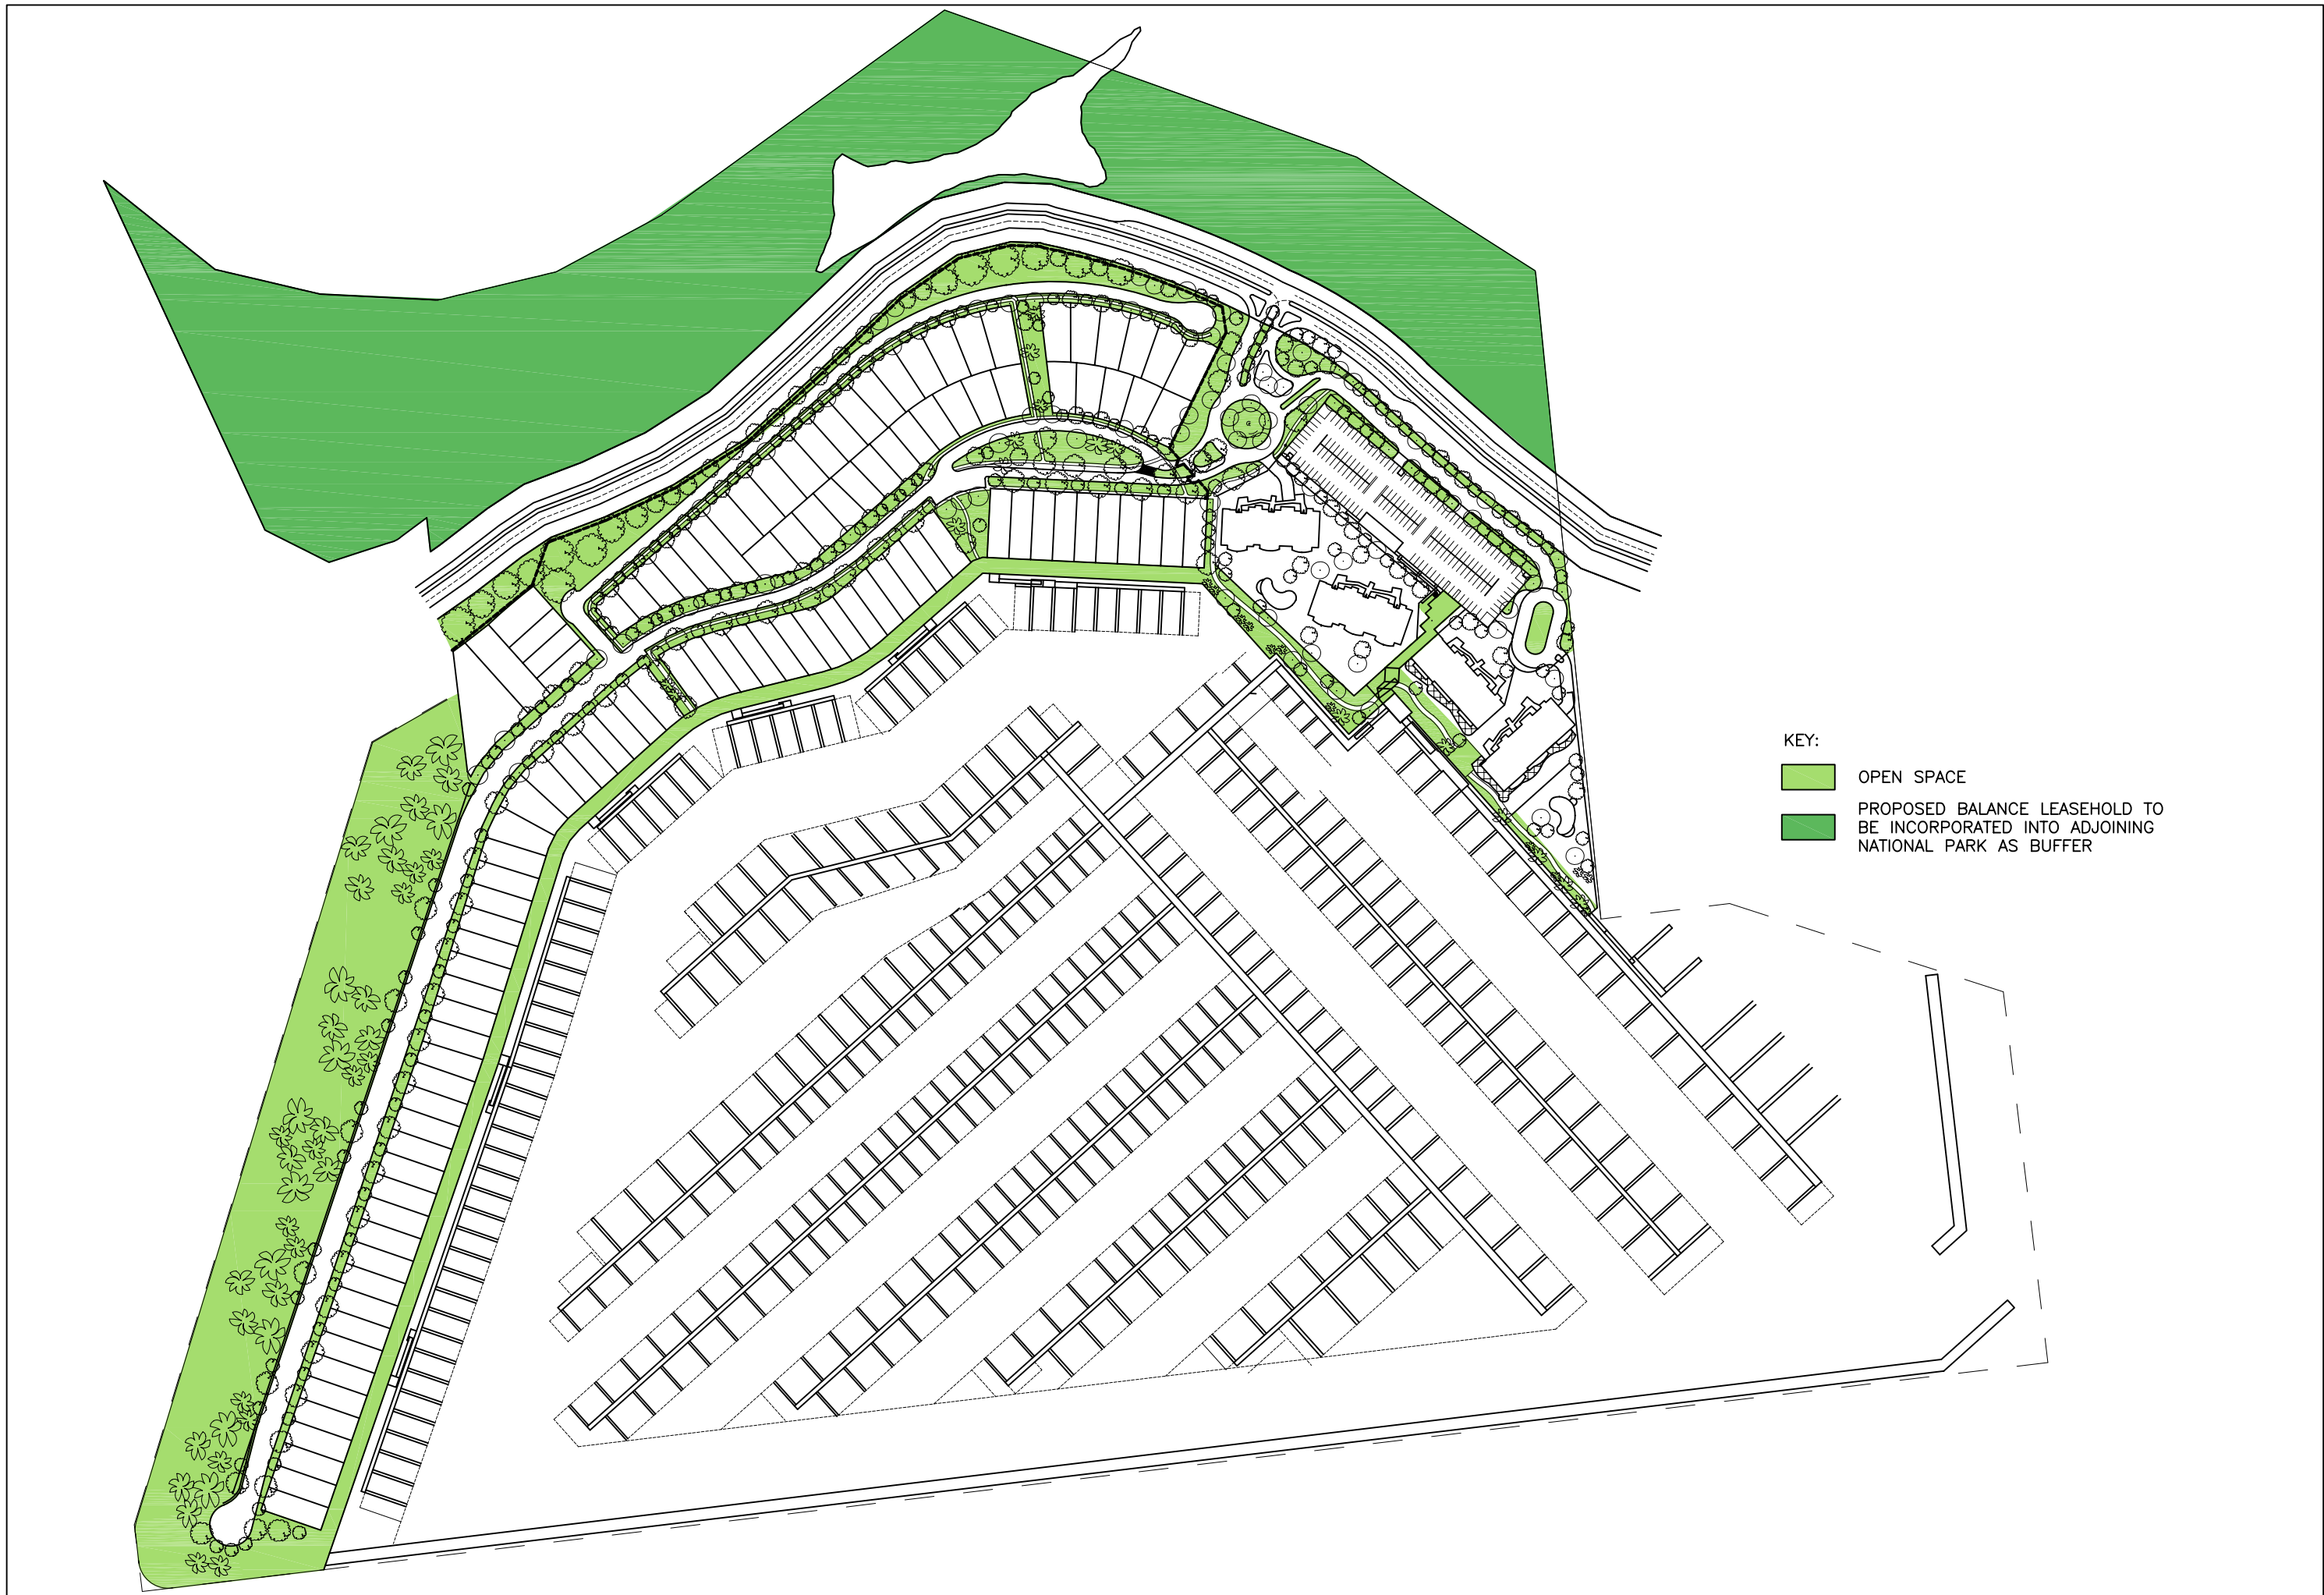 KEY:
OPEN SPACE
PROPOSED BALANCE LEASEHOLD TO
BE INCORPORATED INTO ADJOINING
NATIONAL PARK AS BUFFER